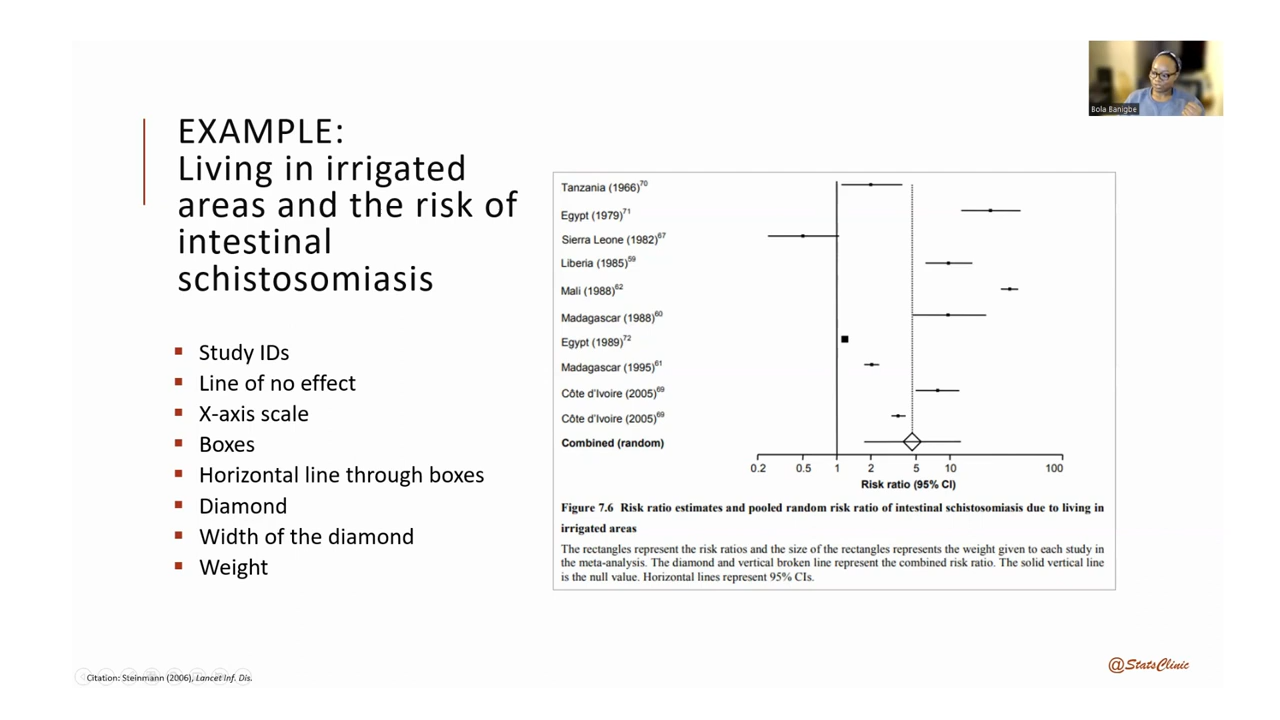 Bola Banigbe
EXAMPLE:
Living in irrigated
areas and the risk of
intestinal
schistosomiasis
Study IDs
Line of no effect
X-axis scale
Boxes
Horizontal line through boxes
Diamond
Width of the diamond
Weight
Tanzania (1966)70
Egypt (1979)71
Sierra Leone (1982)67
Liberia (1985)59
Mali (1988)62
Madagascar (1988)60
Egypt (1989)72
Madagascar (1995)61
Côte d'Ivoire (2005)69
Côte d'Ivoire (2005)69
Combined (random)
0.2 0.5 1 2 5 10 100
Risk ratio (95% CI)
Figure 7.6 Risk ratio estimates and pooled random risk ratio of intestinal schistosomiasis due to living in
irrigated areas
The rectangles represent the risk ratios and the size of the rectangles represents the weight given to each study in
the meta-analysis. The diamond and vertical broken line represent the combined risk ratio. The solid vertical line
is the null value. Horizontal lines represent 95% CIs.
Citation: Steinmann (2006), Lancet Inf. Dis.
@StatsClinic